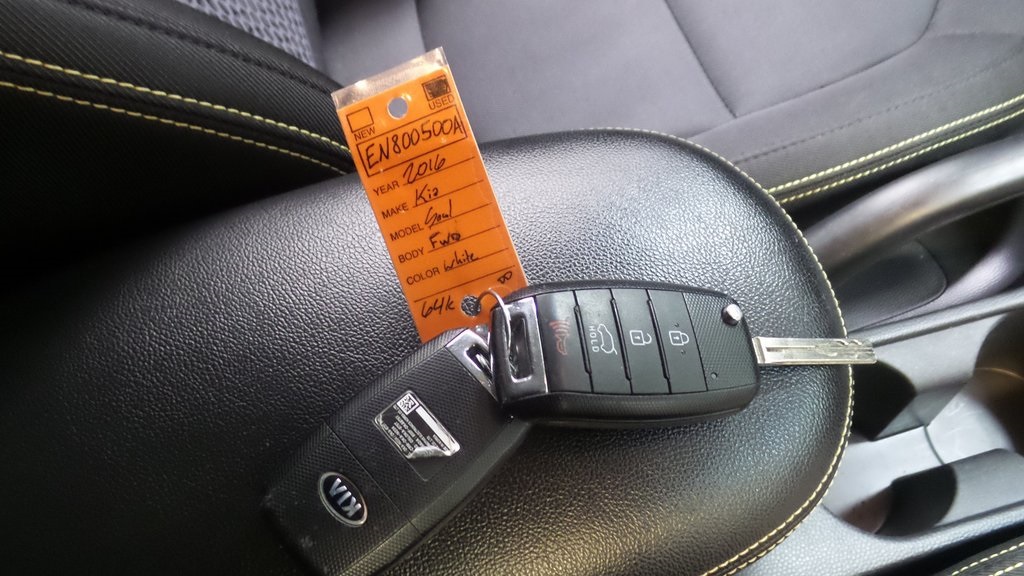 NEW
USED
EN800500A
YEAR 2016
MAKE Kia
MODEL Soul
BODY FWD
COLOR White
64k
HOLD
KIA